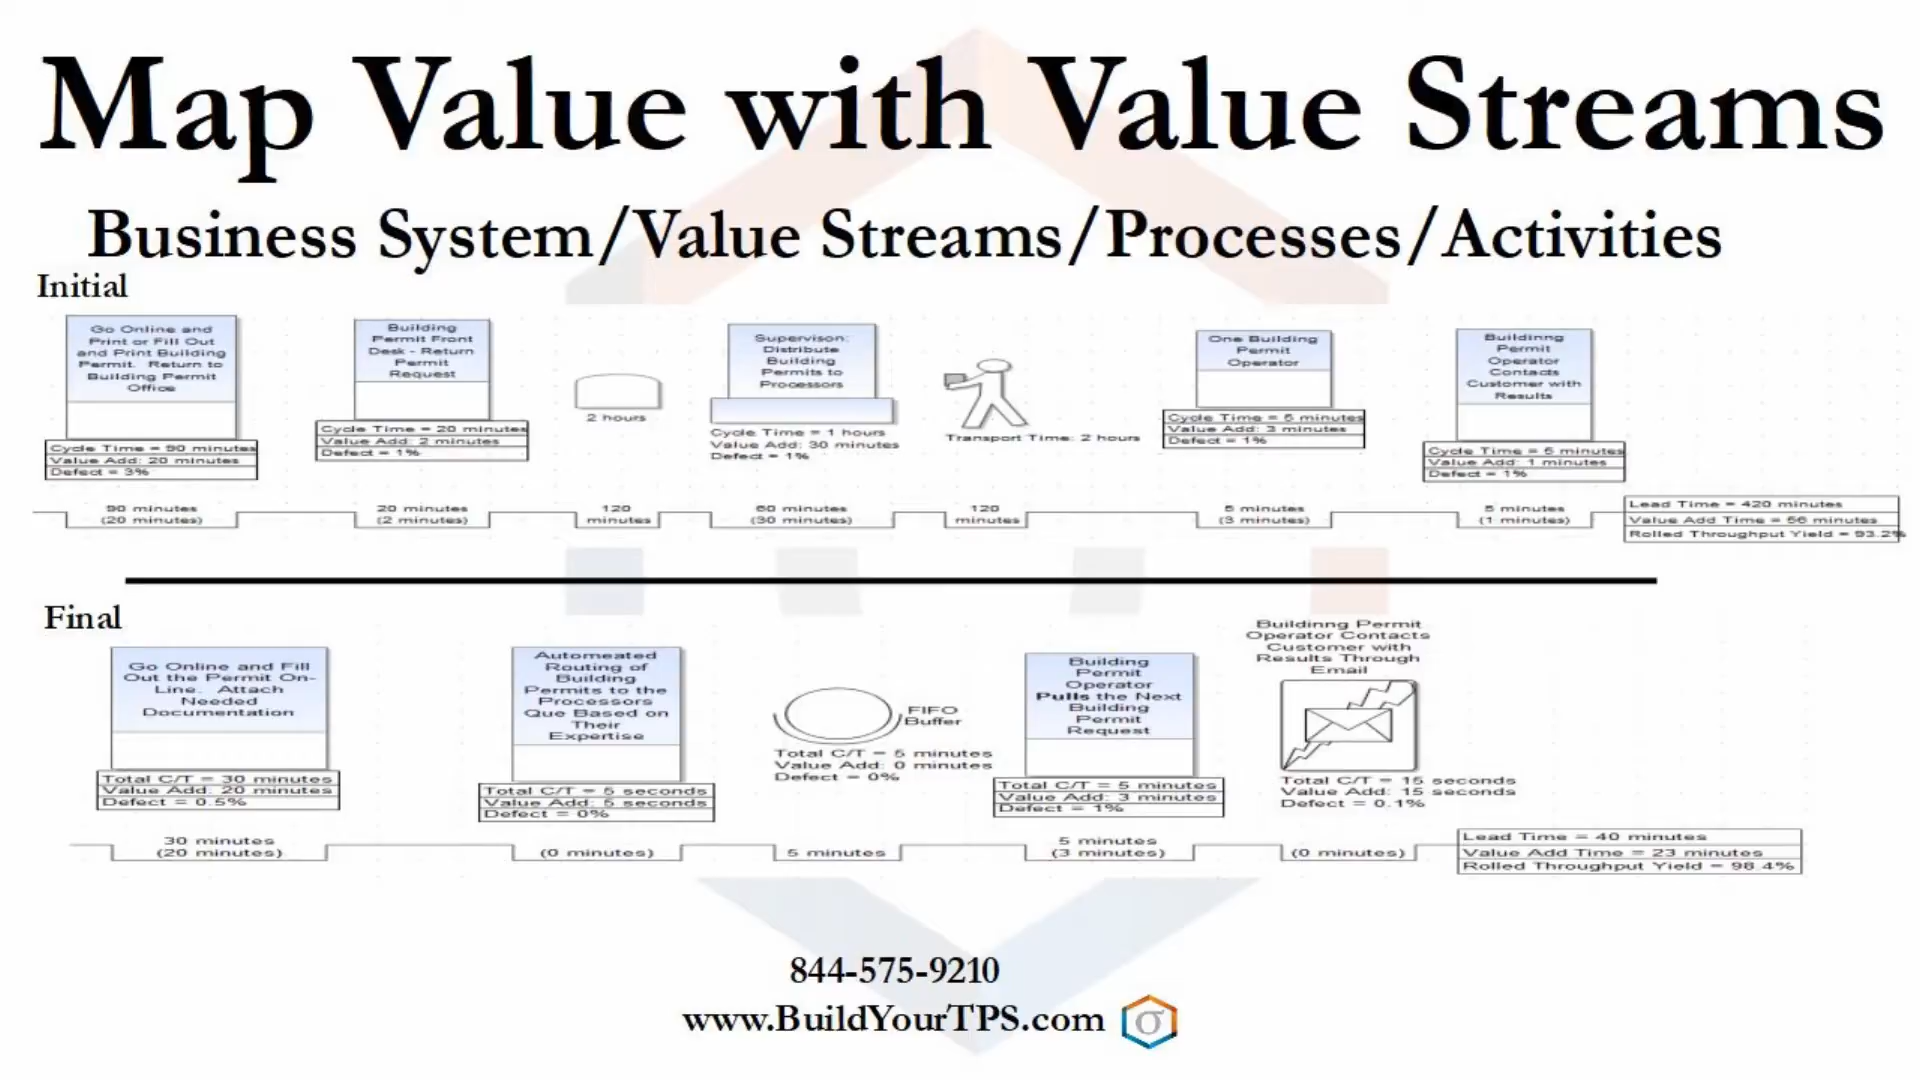 Map Value with Value Streams
Business System/Value Streams/Processes/Activities
Initial
Go Online and
Print or Fill Out
and Print Building
Permit. Return to
Building Permit
Office
Cycle Time = 90 minutes
Value Add: 20 minutes
Defect = 3%
Building
Permit Front
Desk - Return
Permit
Request
Cycle Time = 20 minutes
Value Add: 2 minutes
Defect = 1%
2 hours
Supervison:
Distribute
Building
Permits to
Processors
Cycle Time = 1 hours
Value Add: 30 minutes
Defect = 1%
Transport Time: 2 hours
One Building
Permit
Operator
Cycle Time = 5 minutes
Value Add: 3 minutes
Defect = 1%
Buildinng
Permit
Operator
Contacts
Customer with
Results
Cycle Time = 5 minutes
Value Add: 1 minutes
Defect = 1%
90 minutes
(20 minutes)
20 minutes
(2 minutes)
120
minutes
60 minutes
(30 minutes)
120
minutes
5 minutes
(3 minutes)
5 minutes
(1 minutes)
Lead Time = 420 minutes
Value Add Time = 56 minutes
Rolled Throughput Yield = 93.2%
Final
Go Online and Fill
Out the Permit On-
Line. Attach
Needed
Documentation
Total C/T = 30 minutes
Value Add: 20 minutes
Defect = 0.5%
Automeated
Routing of
Building
Permits to the
Processors
Que Based on
Their
Expertise
Total C/T = 5 seconds
Value Add: 5 seconds
Defect = 0%
FIFO
Buffer
Total C/T = 5 minutes
Value Add: 0 minutes
Defect = 0%
Building
Permit
Operator
Pulls the Next
Building
Permit
Request
Total C/T = 5 minutes
Value Add: 3 minutes
Defect = 1%
Buildinng Permit
Operator Contacts
Customer with
Results Through
Email
Total C/T = 15 seconds
Value Add: 15 seconds
Defect = 0.1%
30 minutes
(20 minutes)
(0 minutes)
5 minutes
5 minutes
(3 minutes)
(0 minutes)
Lead Time = 40 minutes
Value Add Time = 23 minutes
Rolled Throughput Yield = 98.4%
844-575-9210
www.BuildYourTPS.com
σ